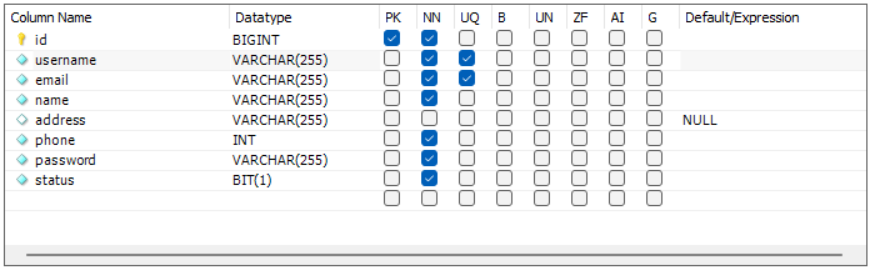 Column Name Datatype PK NN UQ B UN ZF AI G Default/Expression
id BIGINT
username VARCHAR(255)
email VARCHAR(255)
name VARCHAR(255)
address VARCHAR(255) NULL
phone INT
password VARCHAR(255)
status BIT(1)